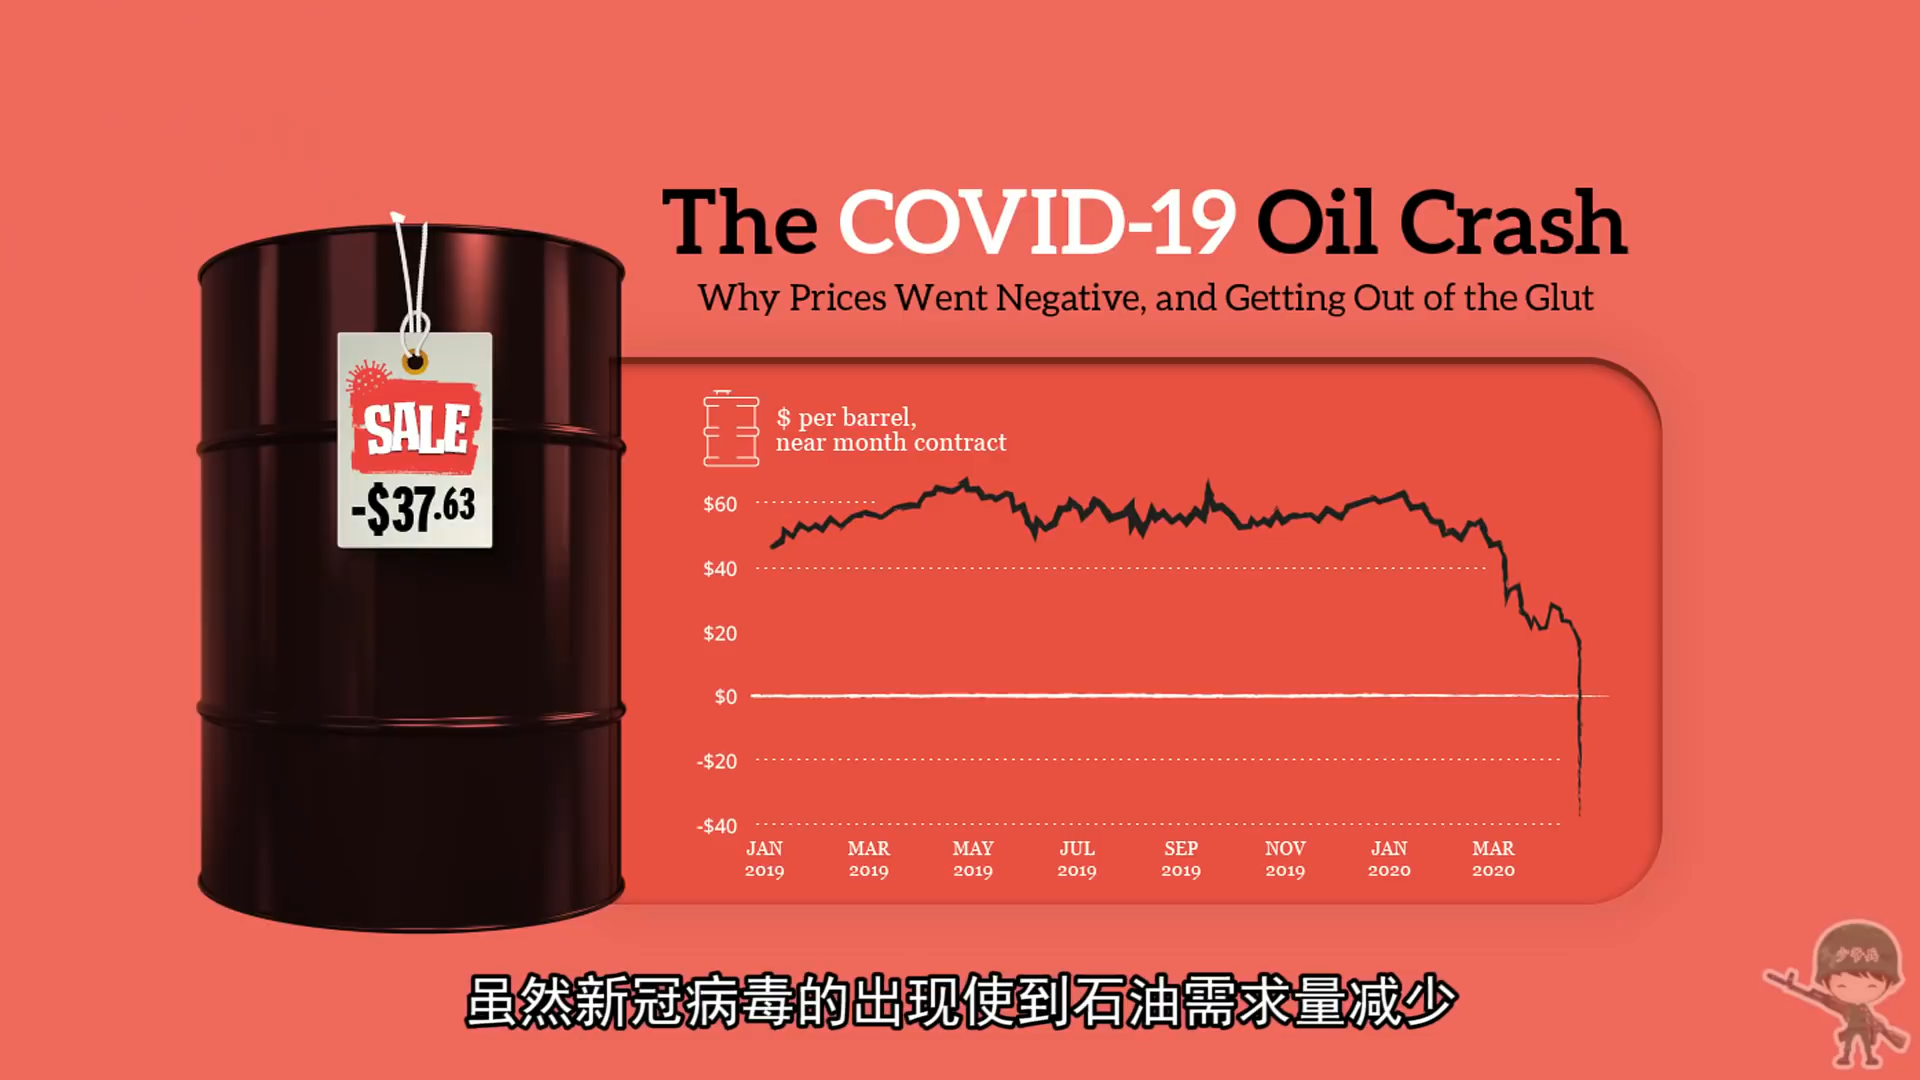 The COVID-19 Oil Crash
Why Prices Went Negative, and Getting Out of the Glut
SALE
-$37.63
$ per barrel,
near month contract
$60
$40
$20
$0
-$20
-$40
JAN 2019
MAR 2019
MAY 2019
JUL 2019
SEP 2019
NOV 2019
JAN 2020
MAR 2020
虽然新冠病毒的出现使到石油需求量减少